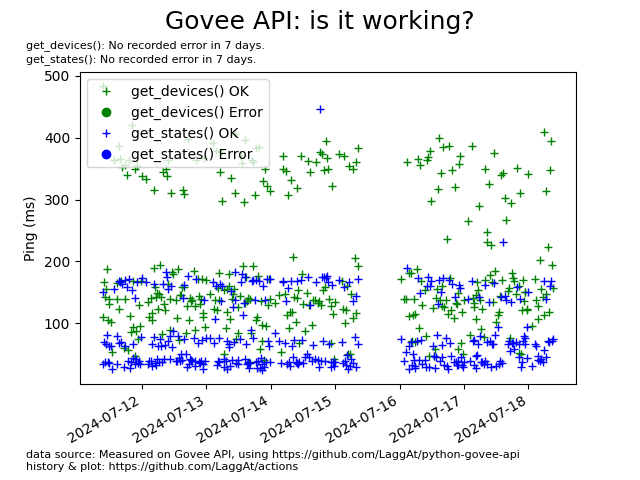 Govee API: is it working?
get_devices(): No recorded error in 7 days.
get_states(): No recorded error in 7 days.
500
400
300
200
100
Ping (ms)
get_devices() OK
get_devices() Error
get_states() OK
get_states() Error
2024-07-12
2024-07-13
2024-07-14
2024-07-15
2024-07-16
2024-07-17
2024-07-18
data source: Measured on Govee API, using https://github.com/LaggAt/python-govee-api
history & plot: https://github.com/LaggAt/actions